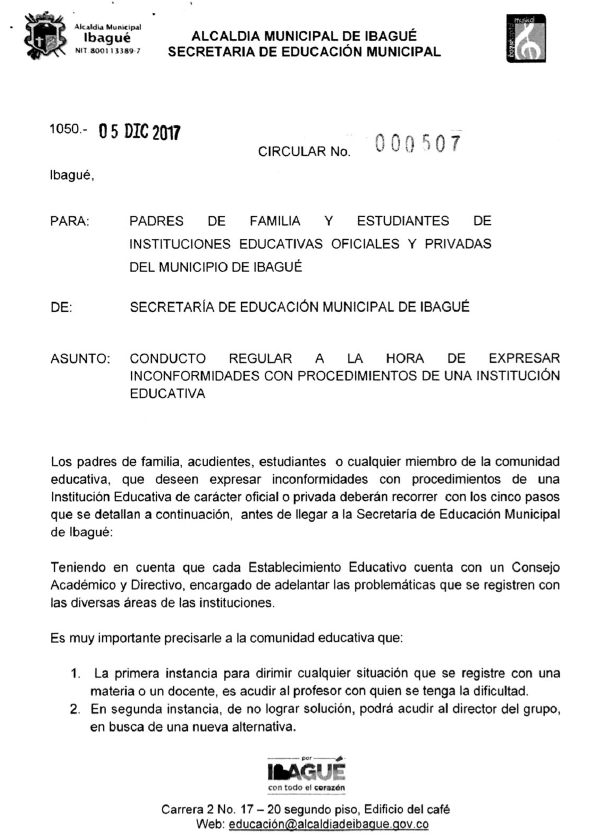 Alcaldía Municipal
Ibagué
NIT 800113389-7
ALCALDIA MUNICIPAL DE IBAGUÉ
SECRETARIA DE EDUCACIÓN MUNICIPAL
musical
1050.- 05 DIC 2017
CIRCULAR No. 000507
Ibagué,
PARA: PADRES DE FAMILIA Y ESTUDIANTES DE
INSTITUCIONES EDUCATIVAS OFICIALES Y PRIVADAS
DEL MUNICIPIO DE IBAGUÉ
DE: SECRETARÍA DE EDUCACIÓN MUNICIPAL DE IBAGUÉ
ASUNTO: CONDUCTO REGULAR A LA HORA DE EXPRESAR
INCONFORMIDADES CON PROCEDIMIENTOS DE UNA INSTITUCIÓN
EDUCATIVA
Los padres de familia, acudientes, estudiantes o cualquier miembro de la comunidad
educativa, que deseen expresar inconformidades con procedimientos de una
Institución Educativa de carácter oficial o privada deberán recorrer con los cinco pasos
que se detallan a continuación, antes de llegar a la Secretaría de Educación Municipal
de Ibagué:
Teniendo en cuenta que cada Establecimiento Educativo cuenta con un Consejo
Académico y Directivo, encargado de adelantar las problemáticas que se registren con
las diversas áreas de las instituciones.
Es muy importante precisarle a la comunidad educativa que:
1. La primera instancia para dirimir cualquier situación que se registre con una
materia o un docente, es acudir al profesor con quien se tenga la dificultad.
2. En segunda instancia, de no lograr solución, podrá acudir al director del grupo,
en busca de una nueva alternativa.
por
IBAGUÉ
con todo el corazón
Carrera 2 No. 17 – 20 segundo piso, Edificio del café
Web: educación@alcaldiadeibague.gov.co